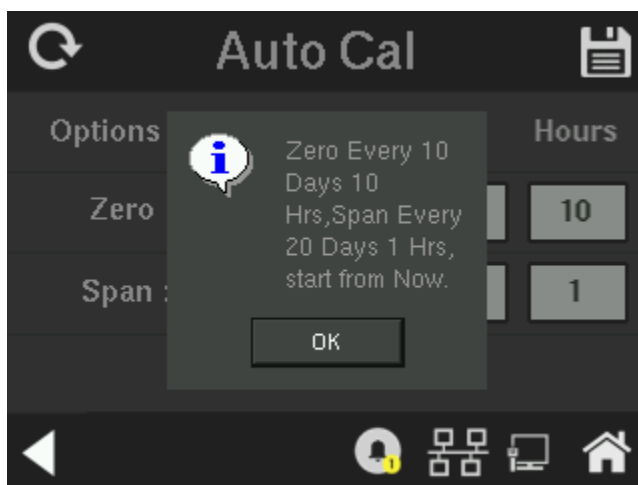 Auto Cal
Options
Hours
Zero Every 10
Days 10
Hrs,Span Every
20 Days 1 Hrs,
start from Now.
Zero
10
Span :
1
OK
1